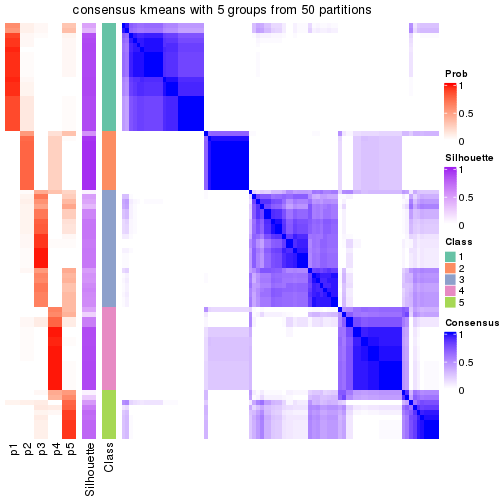 consensus kmeans with 5 groups from 50 partitions
Prob
1
0.5
0
Silhouette
1
0.5
0
Class
1
2
3
4
5
Consensus
1
0.5
0
p1
p2
p3
p4
p5
Silhouette
Class